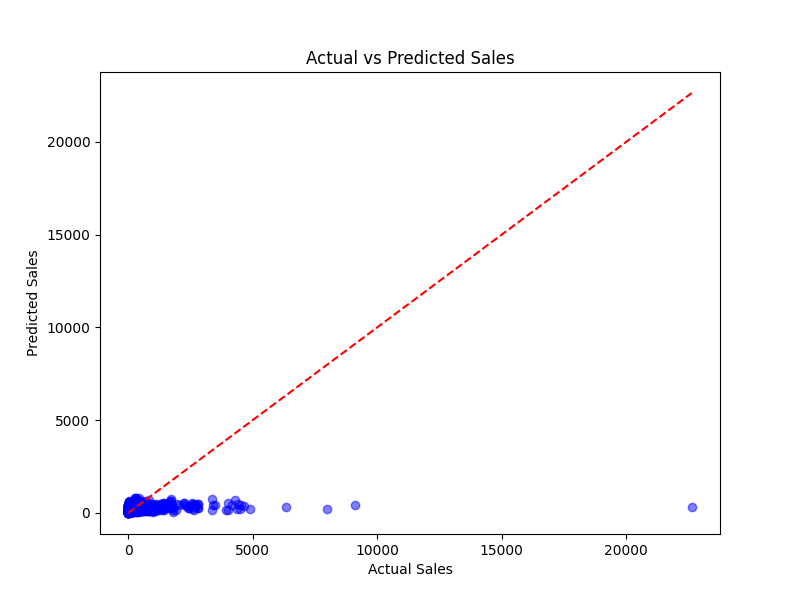 Actual vs Predicted Sales
20000
15000
10000
5000
0
Predicted Sales
0 5000 10000 15000 20000
Actual Sales